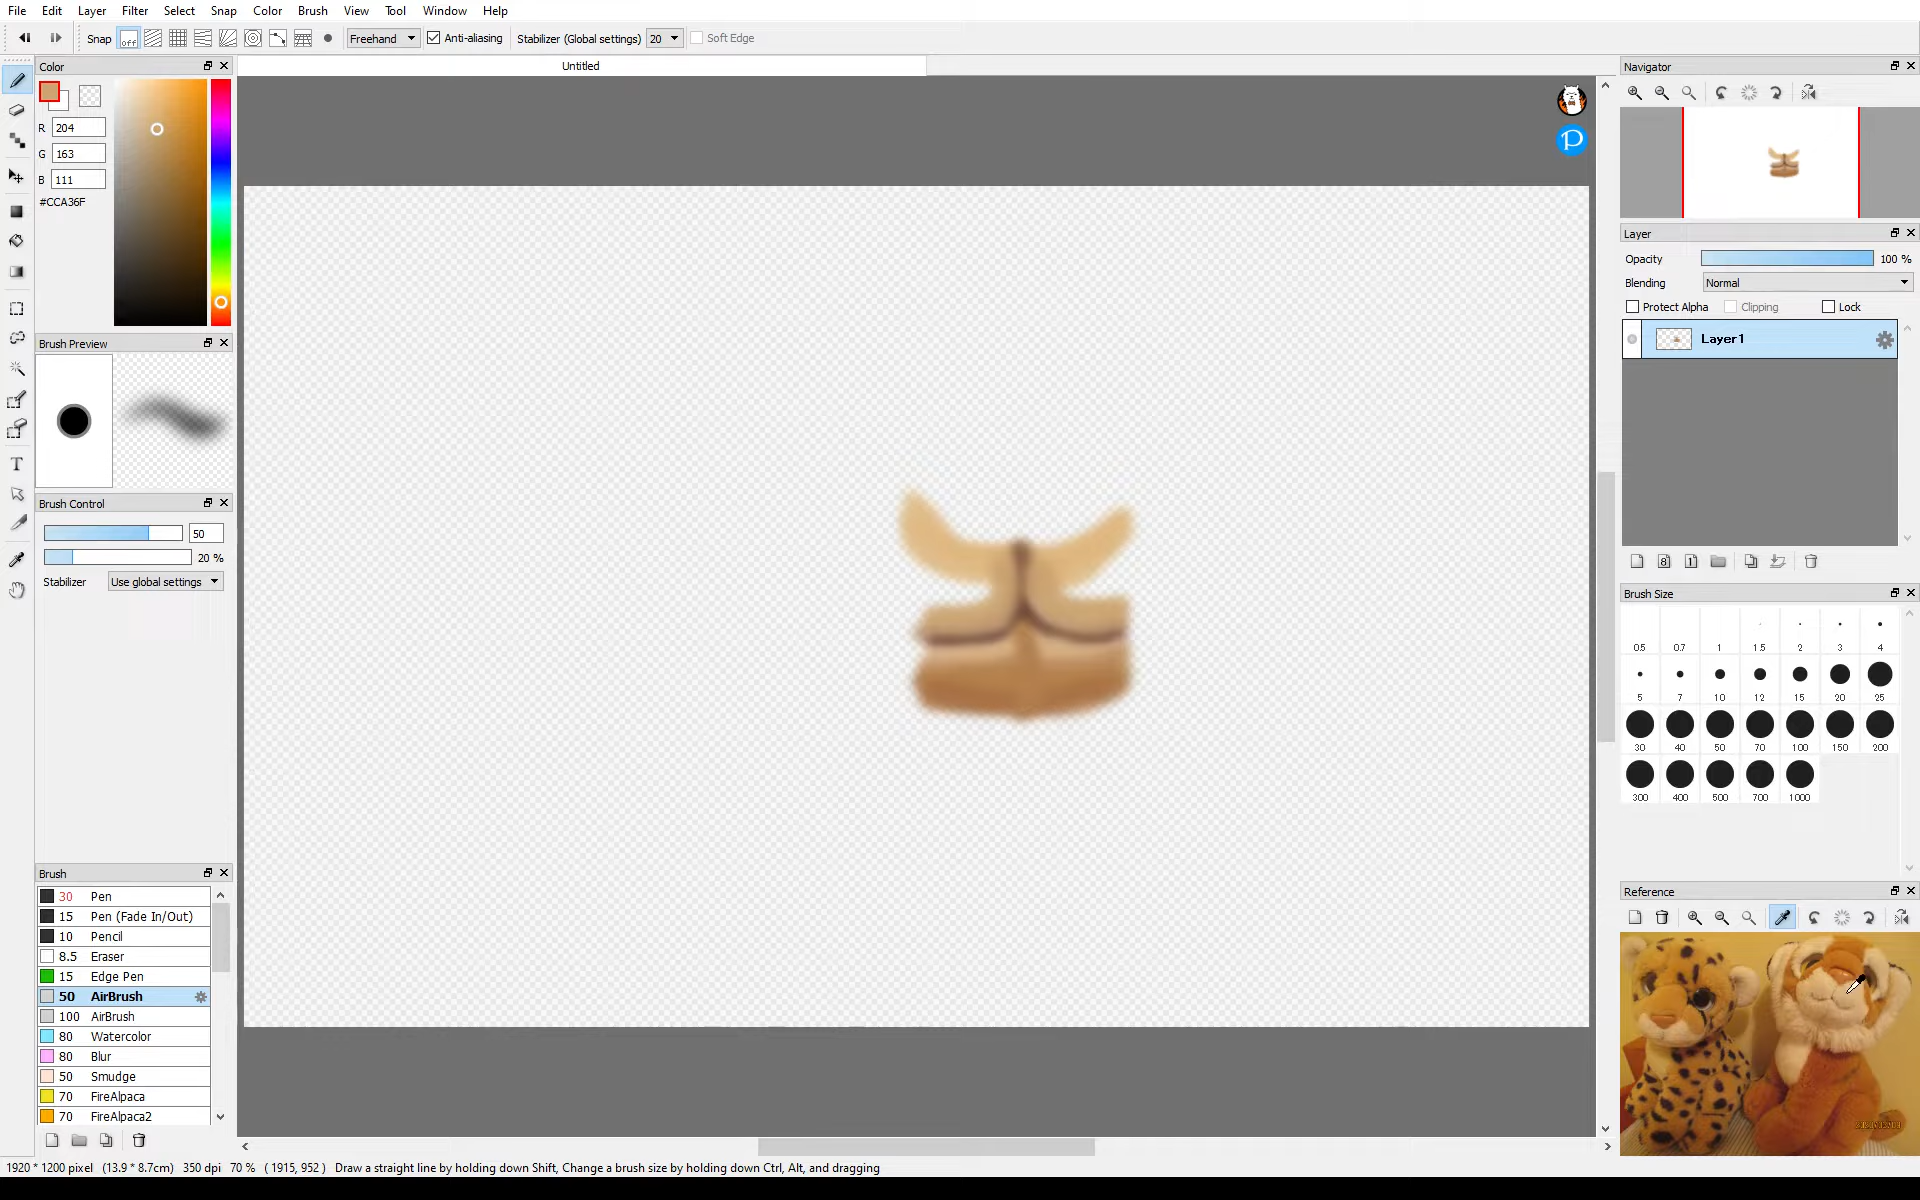 File Edit Layer Filter Select Snap Color Brush View Tool Window Help
Snap off Freehand Anti-aliasing Stabilizer (Global settings) 20 Soft Edge
Color
Untitled
R 204
G 163
B 111
#CCA36F
Brush Preview
Brush Control
50
20 %
Stabilizer Use global settings
Brush
30 Pen
15 Pen (Fade In/Out)
10 Pencil
8.5 Eraser
15 Edge Pen
50 AirBrush
100 AirBrush
80 Watercolor
80 Blur
50 Smudge
70 FireAlpaca
70 FireAlpaca2
P
Navigator
Layer
Opacity 100 %
Blending Normal
Protect Alpha Clipping Lock
Layer1
8 1
Brush Size
0.5 0.7 1 1.5 2 3 4
5 7 10 12 15 20 25
30 40 50 70 100 150 200
300 400 500 700 1000
Reference
1920 * 1200 pixel (13.9 * 8.7cm) 350 dpi 70 % ( 1915, 952 ) Draw a straight line by holding down Shift, Change a brush size by holding down Ctrl, Alt, and dragging